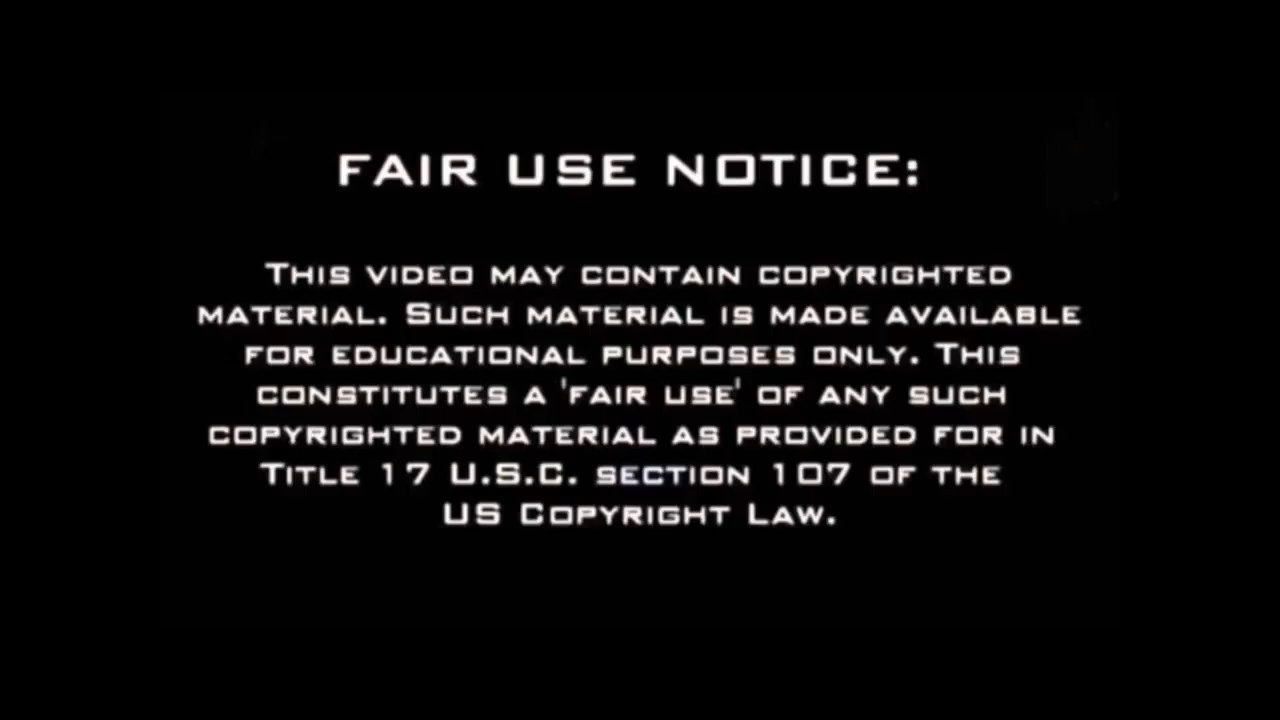 FAIR USE NOTICE:
THIS VIDEO MAY CONTAIN COPYRIGHTED
MATERIAL. SUCH MATERIAL IS MADE AVAILABLE
FOR EDUCATIONAL PURPOSES ONLY. THIS
CONSTITUTES A 'FAIR USE' OF ANY SUCH
COPYRIGHTED MATERIAL AS PROVIDED FOR IN
TITLE 17 U.S.C. SECTION 107 OF THE
US COPYRIGHT LAW.